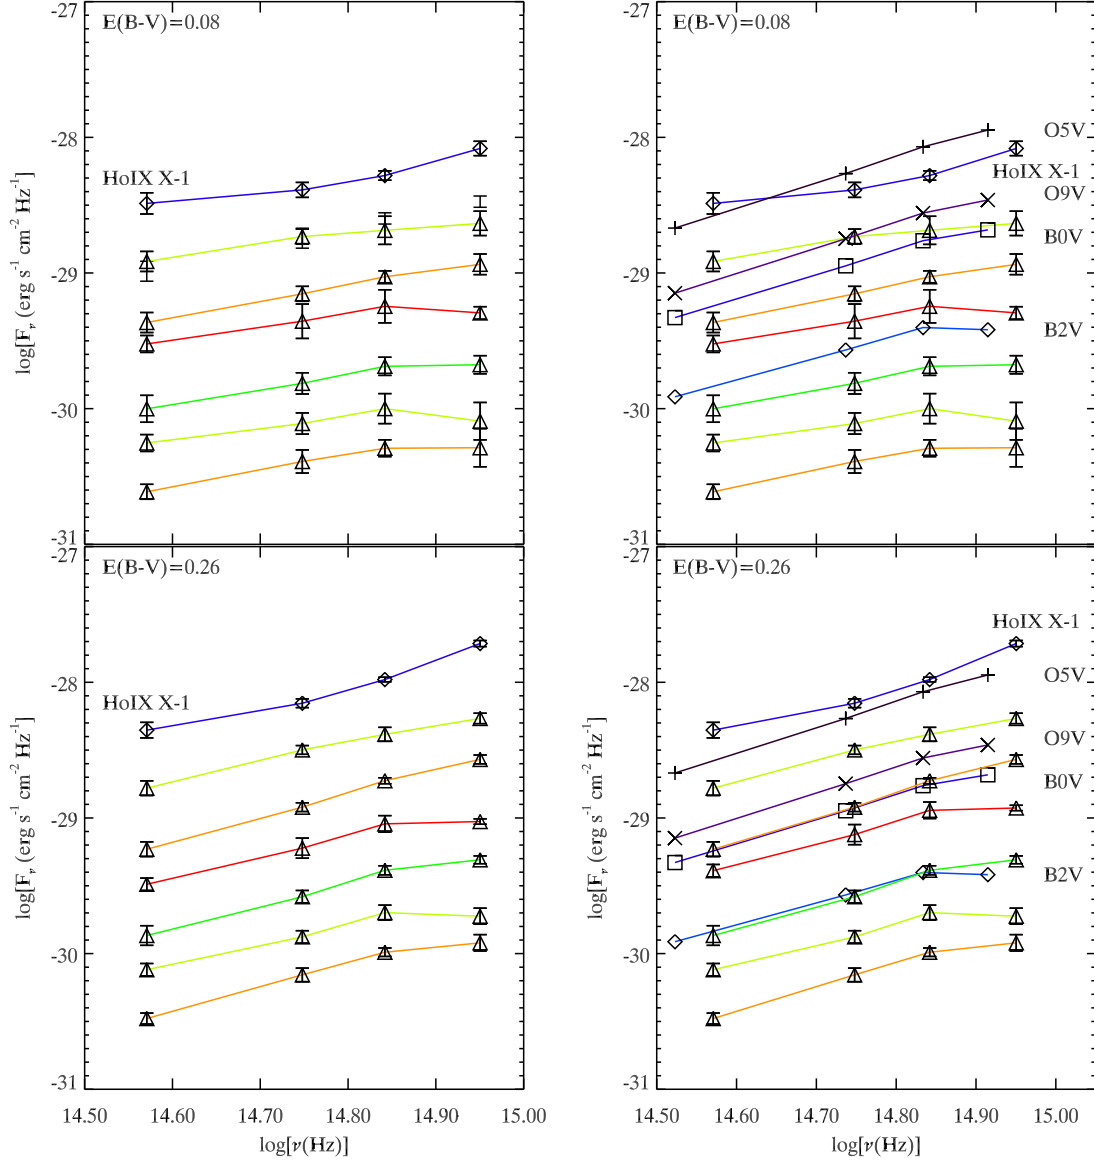 -27
E(B-V)=0.08
-28
HoIX X-1
-29
-30
-31
log[Fν (erg s⁻¹ cm⁻² Hz⁻¹)]
-27
E(B-V)=0.08
-28
O5V
HoIX X-1
O9V
B0V
-29
B2V
-30
-31
log[Fν (erg s⁻¹ cm⁻² Hz⁻¹)]
-27
E(B-V)=0.26
-28
HoIX X-1
-29
-30
-31
log[Fν (erg s⁻¹ cm⁻² Hz⁻¹)]
14.50 14.60 14.70 14.80 14.90 15.00
log[ν(Hz)]
-27
E(B-V)=0.26
HoIX X-1
-28
O5V
O9V
B0V
-29
B2V
-30
-31
log[Fν (erg s⁻¹ cm⁻² Hz⁻¹)]
14.50 14.60 14.70 14.80 14.90 15.00
log[ν(Hz)]